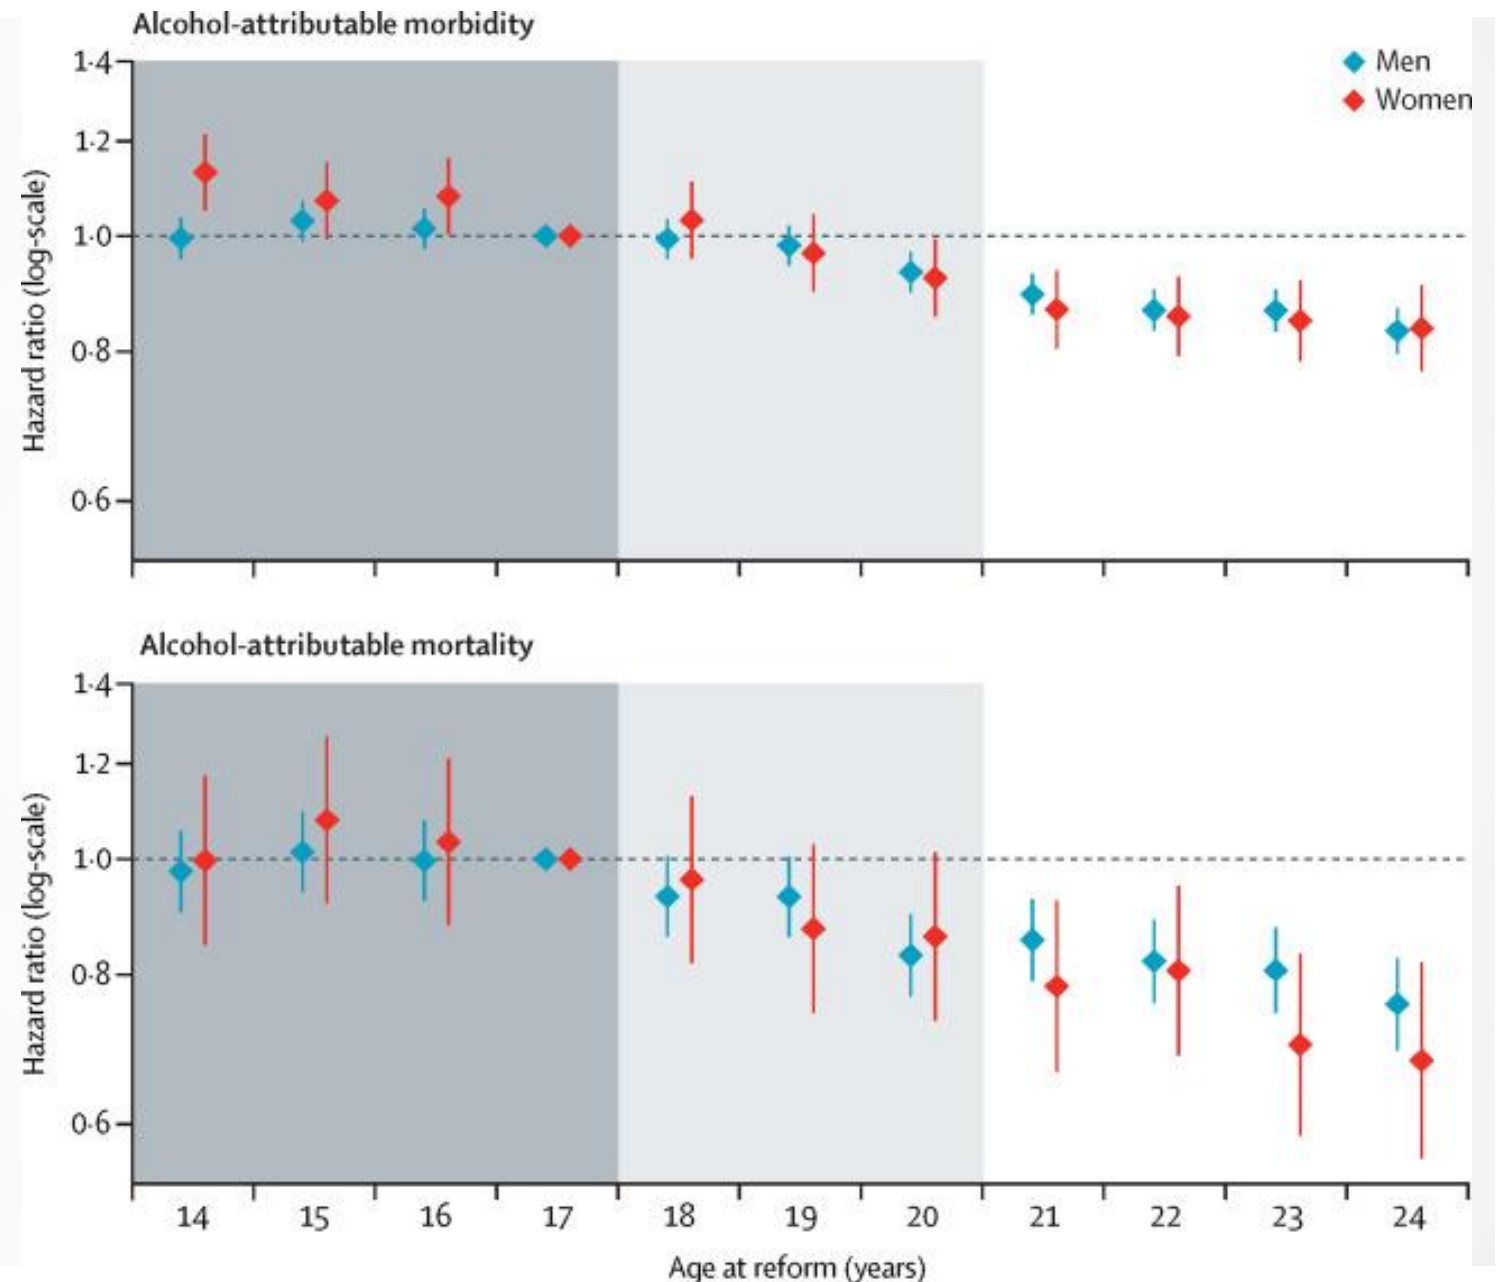 Alcohol-attributable morbidity
Men
Women
1·4
1·2
1·0
0·8
0·6
Hazard ratio (log-scale)
Alcohol-attributable mortality
1·4
1·2
1·0
0·8
0·6
Hazard ratio (log-scale)
14 15 16 17 18 19 20 21 22 23 24
Age at reform (years)